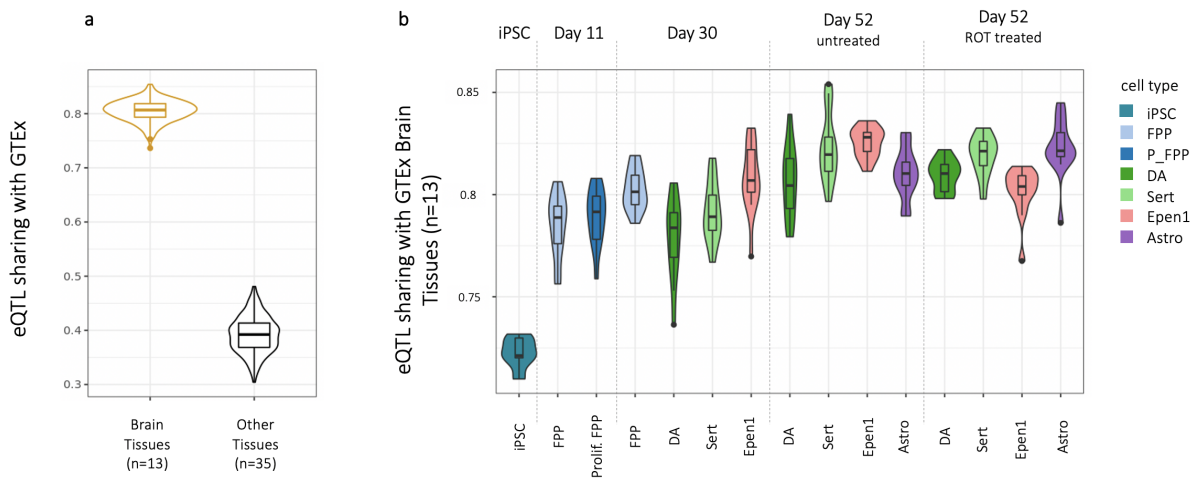 a
eQTL sharing with GTEx
0.8
0.7
0.6
0.5
0.4
0.3
Brain
Tissues
(n=13)
Other
Tissues
(n=35)
b
iPSC
Day 11
Day 30
Day 52
untreated
Day 52
ROT treated
eQTL sharing with GTEx Brain
Tissues (n=13)
0.85
0.8
0.75
iPSC
FPP
Prolif. FPP
FPP
DA
Sert
Epen1
DA
Sert
Epen1
Astro
DA
Sert
Epen1
Astro
cell type
iPSC
FPP
P_FPP
DA
Sert
Epen1
Astro